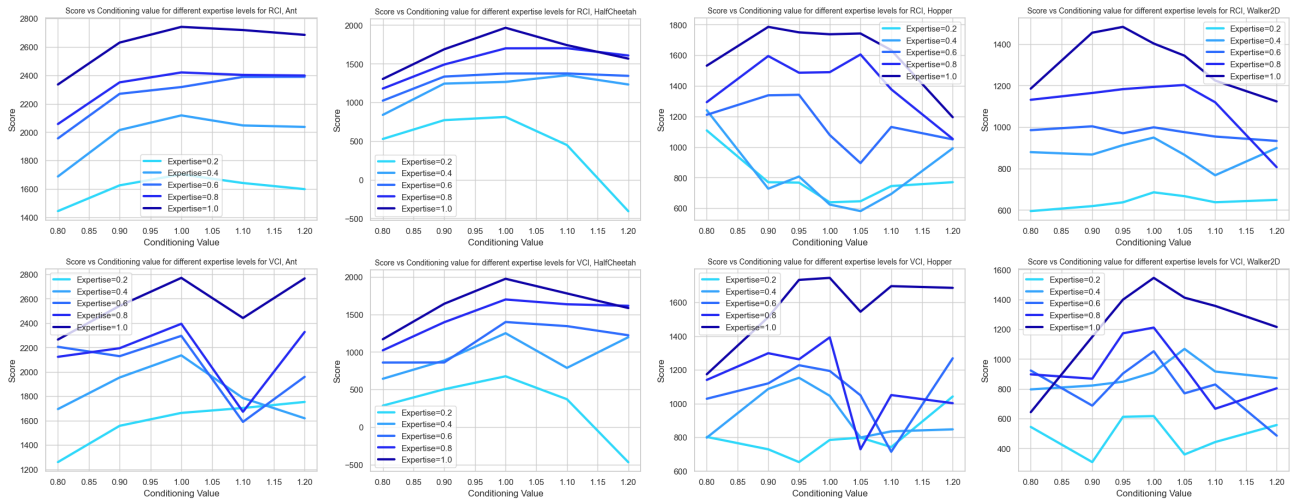 Score vs Conditioning value for different expertise levels for RCI, Ant
2800
2600
2400
2200
2000
1800
1600
1400
Score
Expertise=0.2
Expertise=0.4
Expertise=0.6
Expertise=0.8
Expertise=1.0
0.80 0.85 0.90 0.95 1.00 1.05 1.10 1.15 1.20
Conditioning Value
Score vs Conditioning value for different expertise levels for RCI, HalfCheetah
2000
1500
1000
500
0
−500
Score
Expertise=0.2
Expertise=0.4
Expertise=0.6
Expertise=0.8
Expertise=1.0
0.80 0.85 0.90 0.95 1.00 1.05 1.10 1.15 1.20
Conditioning Value
Score vs Conditioning value for different expertise levels for RCI, Hopper
1800
1600
1400
1200
1000
800
600
Score
Expertise=0.2
Expertise=0.4
Expertise=0.6
Expertise=0.8
Expertise=1.0
0.80 0.85 0.90 0.95 1.00 1.05 1.10 1.15 1.20
Conditioning Value
Score vs Conditioning value for different expertise levels for RCI, Walker2D
1400
1200
1000
800
600
Score
Expertise=0.2
Expertise=0.4
Expertise=0.6
Expertise=0.8
Expertise=1.0
0.80 0.85 0.90 0.95 1.00 1.05 1.10 1.15 1.20
Conditioning Value
Score vs Conditioning value for different expertise levels for VCI, Ant
2800
2600
2400
2200
2000
1800
1600
1400
1200
Score
Expertise=0.2
Expertise=0.4
Expertise=0.6
Expertise=0.8
Expertise=1.0
0.80 0.85 0.90 0.95 1.00 1.05 1.10 1.15 1.20
Conditioning Value
Score vs Conditioning value for different expertise levels for VCI, HalfCheetah
2000
1500
1000
500
0
−500
Score
Expertise=0.2
Expertise=0.4
Expertise=0.6
Expertise=0.8
Expertise=1.0
0.80 0.85 0.90 0.95 1.00 1.05 1.10 1.15 1.20
Conditioning Value
Score vs Conditioning value for different expertise levels for VCI, Hopper
1600
1400
1200
1000
800
600
Score
Expertise=0.2
Expertise=0.4
Expertise=0.6
Expertise=0.8
Expertise=1.0
0.80 0.85 0.90 0.95 1.00 1.05 1.10 1.15 1.20
Conditioning Value
Score vs Conditioning value for different expertise levels for VCI, Walker2D
1600
1400
1200
1000
800
600
400
Score
Expertise=0.2
Expertise=0.4
Expertise=0.6
Expertise=0.8
Expertise=1.0
0.80 0.85 0.90 0.95 1.00 1.05 1.10 1.15 1.20
Conditioning Value